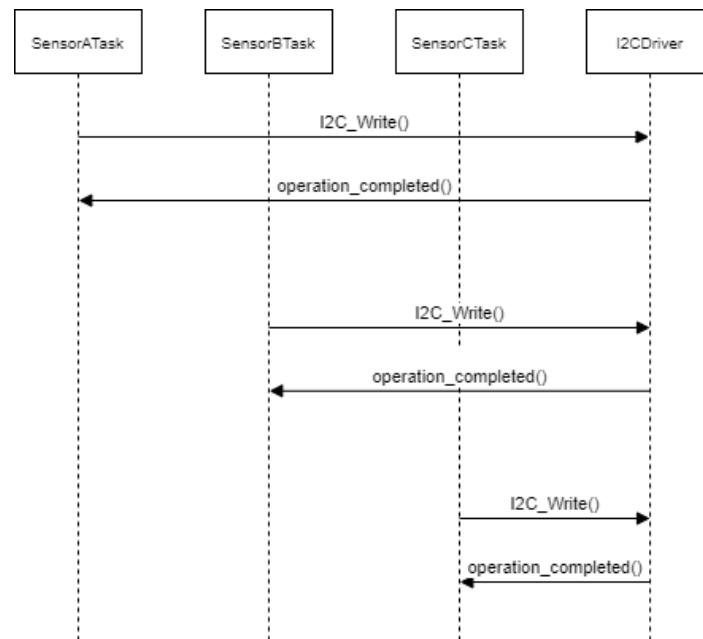 SensorATask
SensorBTask
SensorCTask
I2CDriver
I2C_Write()
operation_completed()
I2C_Write()
operation_completed()
I2C_Write()
operation_completed()